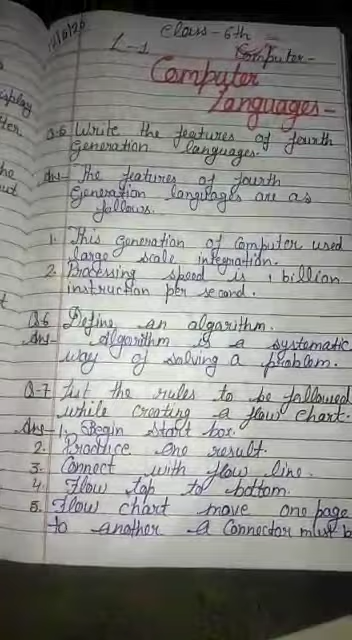 12/6/20
Class-6th
L-1 Computer-
Computer
Languages-
Q.5 Write the features of fourth
Generation languages.
Ans- The features of fourth
Generation languages are as
follows.
1. This generation of Computer used
large scale integration.
2. Processing speed is 1 billion
instruction per second.
Q.6 Define an algorithm.
Ans- Algorithm is a systematic
way of solving a problem.
Q-7 List the rules to be followed
while creating a flow chart.
Ans- 1. Begin start box.
2. Practice one result.
3. Connect with flow line.
4. Flow top to bottom.
5. Flow chart move one page
to another a Connector must b